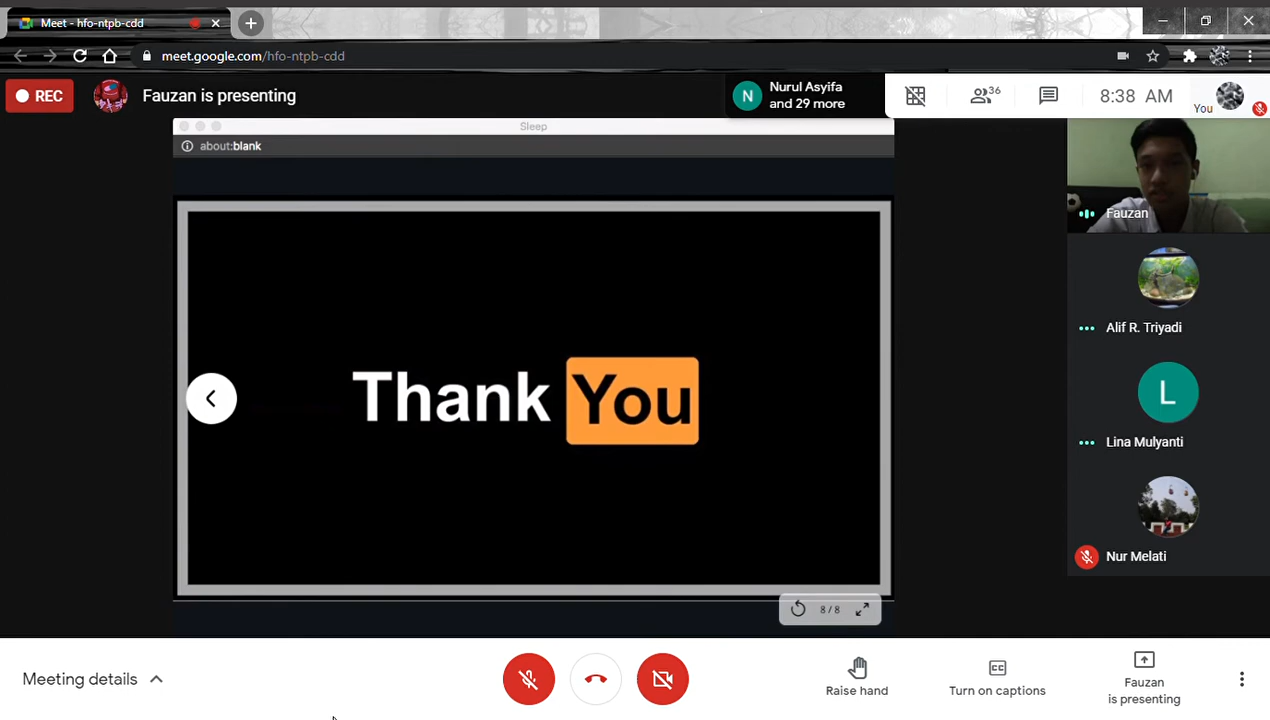 Meet - hfo-ntpb-cdd
meet.google.com/hfo-ntpb-cdd
REC
Fauzan is presenting
N
Nurul Asyifa
and 29 more
36
8:38 AM
You
Sleep
about:blank
Thank You
8/8
Fauzan
Alif R. Triyadi
L
Lina Mulyanti
Nur Melati
Meeting details
Raise hand
CC
Turn on captions
Fauzan
is presenting